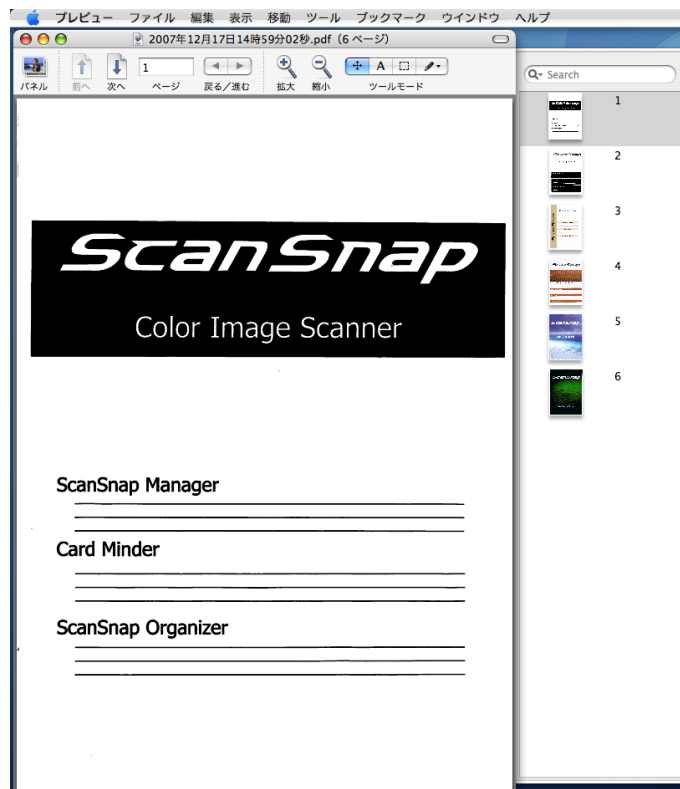 プレビュー ファイル 編集 表示 移動 ツール ブックマーク ウインドウ ヘルプ
2007年12月17日14時59分02秒.pdf（6 ページ）
1
パネル 前へ 次へ ページ 戻る／進む 拡大 縮小 ツールモード
A
Search
1
2
3
4
5
6
ScanSnap
Color Image Scanner
ScanSnap Manager
Card Minder
ScanSnap Organizer